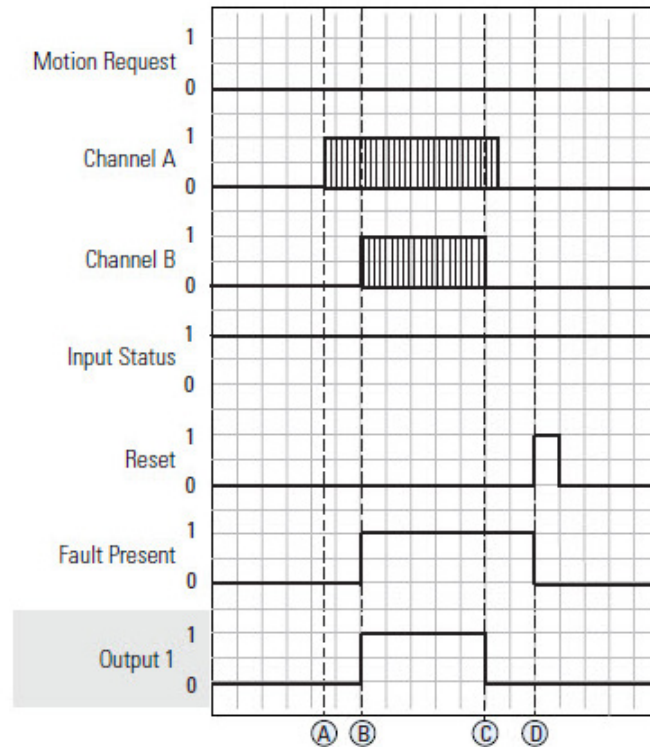 1
Motion Request
0
1
Channel A
0
1
Channel B
0
1
Input Status
0
1
Reset
0
1
Fault Present
0
1
Output 1
0
A B C D